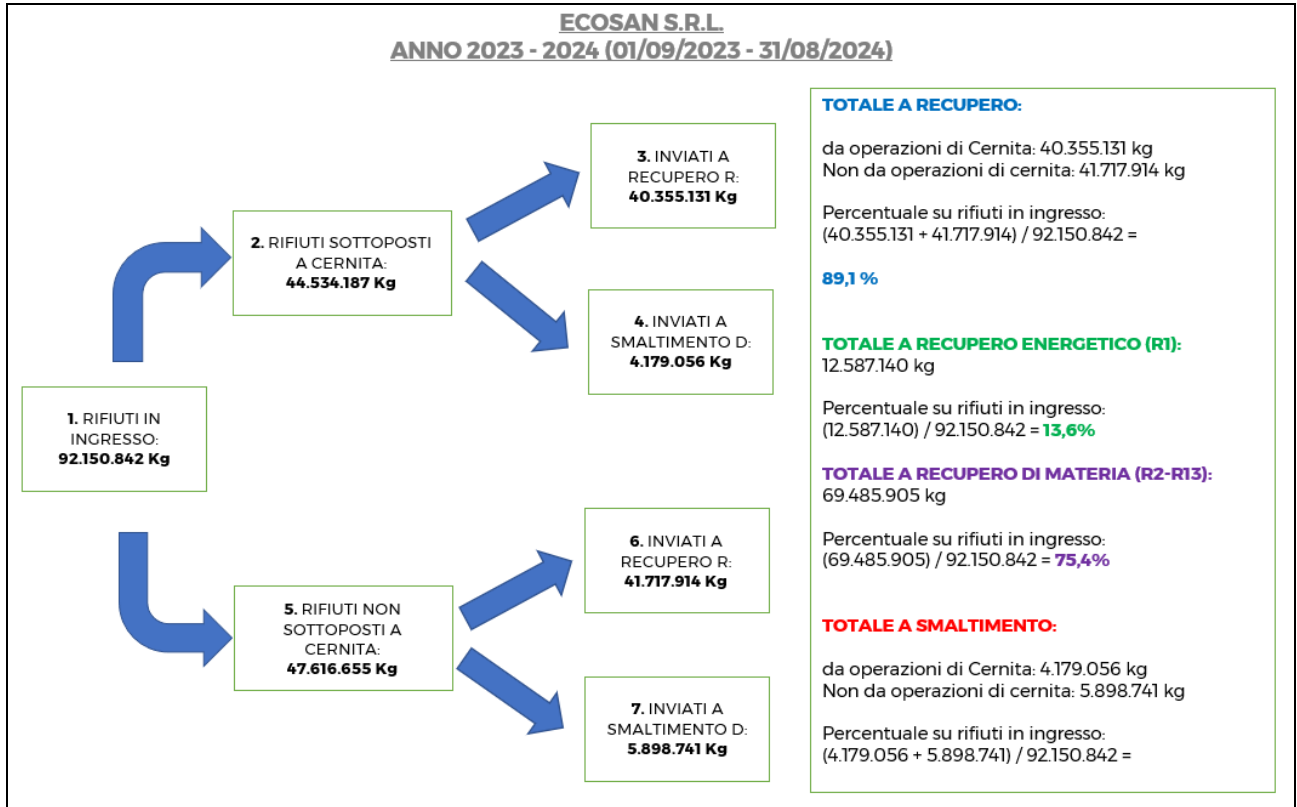 ECOSAN S.R.L.
ANNO 2023 - 2024 (01/09/2023 - 31/08/2024)
1. RIFIUTI IN
INGRESSO:
92.150.842 Kg
2. RIFIUTI SOTTOPOSTI
A CERNITA:
44.534.187 Kg
3. INVIATI A
RECUPERO R:
40.355.131 Kg
4. INVIATI A
SMALTIMENTO D:
4.179.056 Kg
5. RIFIUTI NON
SOTTOPOSTI A
CERNITA:
47.616.655 Kg
6. INVIATI A
RECUPERO R:
41.717.914 Kg
7. INVIATI A
SMALTIMENTO D:
5.898.741 Kg
TOTALE A RECUPERO:
da operazioni di Cernita: 40.355.131 kg
Non da operazioni di cernita: 41.717.914 kg
Percentuale su rifiuti in ingresso:
(40.355.131 + 41.717.914) / 92.150.842 =
89,1 %
TOTALE A RECUPERO ENERGETICO (R1):
12.587.140 kg
Percentuale su rifiuti in ingresso:
(12.587.140) / 92.150.842 = 13,6%
TOTALE A RECUPERO DI MATERIA (R2-R13):
69.485.905 kg
Percentuale su rifiuti in ingresso:
(69.485.905) / 92.150.842 = 75,4%
TOTALE A SMALTIMENTO:
da operazioni di Cernita: 4.179.056 kg
Non da operazioni di cernita: 5.898.741 kg
Percentuale su rifiuti in ingresso:
(4.179.056 + 5.898.741) / 92.150.842 =